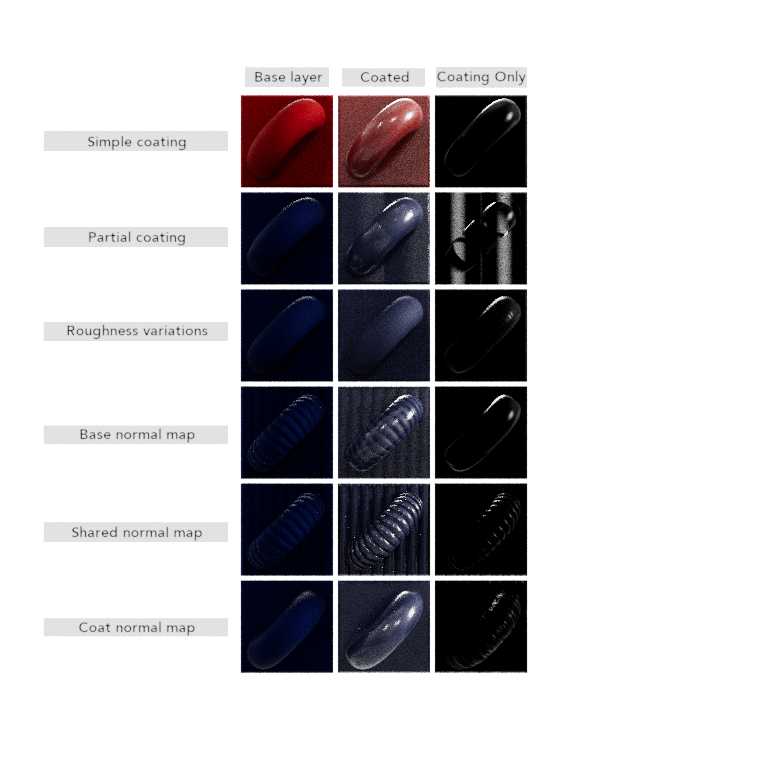 Base layer
Coated
Coating Only
Simple coating
Partial coating
Roughness variations
Base normal map
Shared normal map
Coat normal map